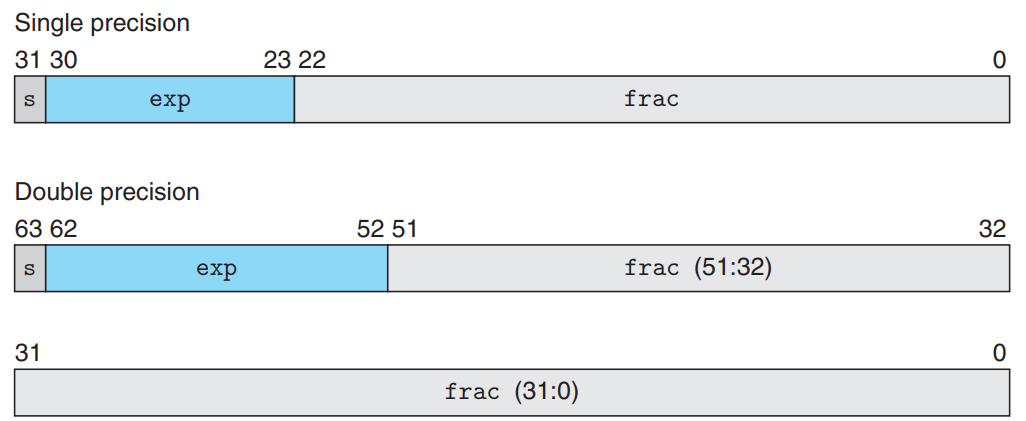 Single precision
31 30 23 22 0
s exp frac
Double precision
63 62 52 51 32
s exp frac (51:32)
31 0
frac (31:0)